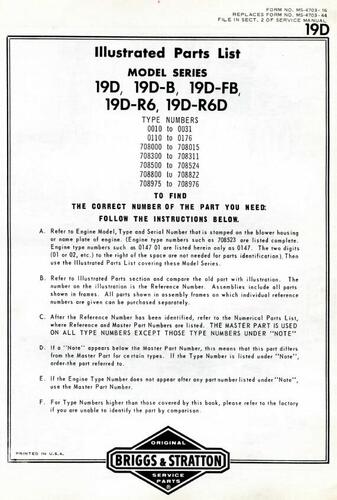 FORM NO. MS-4703-16
REPLACES FORM NO. MS-4703-44
FILE IN SECT. 2 OF SERVICE MANUAL
19D
Illustrated Parts List
MODEL SERIES
19D, 19D-B, 19D-FB,
19D-R6, 19D-R6D
TYPE NUMBERS
0010 to 0031
0110 to 0176
708000 to 708015
708300 to 708311
708500 to 708524
708800 to 708822
708975 to 708976
TO FIND
THE CORRECT NUMBER OF THE PART YOU NEED:
FOLLOW THE INSTRUCTIONS BELOW.
A. Refer to Engine Model, Type and Serial Number that is stamped on the blower housing
or name plate of engine. (Engine type numbers such as 708523 are listed complete.
Engine type numbers such as 0147 01 are listed herein only as 0147. The two digits
(01 or 02, etc.) to the right of the space are not needed for parts identification). Then
use the Illustrated Parts List covering these Model Series.
B. Refer to Illustrated Parts section and compare the old part with illustration. The
number on the illustration is the Reference Number. Assemblies include all parts
shown in frames. All parts shown in assembly frames on which individual reference
numbers are given can be purchased separately.
C. After the Reference Number has been identified, refer to the Numerical Parts List,
where Reference and Master Part Numbers are listed. THE MASTER PART IS USED
ON ALL TYPE NUMBERS EXCEPT THOSE TYPE NUMBERS UNDER "NOTE"
D. If a "Note" appears below the Master Part Number, this means that this part differs
from the Master Part for certain types. If the Type Number is listed under "Note",
order the part referred to.
E. If the Engine Type Number does not appear after any part number listed under "Note",
use the Master Part Number.
F. For Type Numbers higher than those covered by this book, please refer to the factory
if you are unable to identify the part by comparison.
PRINTED IN U.S.A.
ORIGINAL
BRIGGS & STRATTON
SERVICE
PARTS